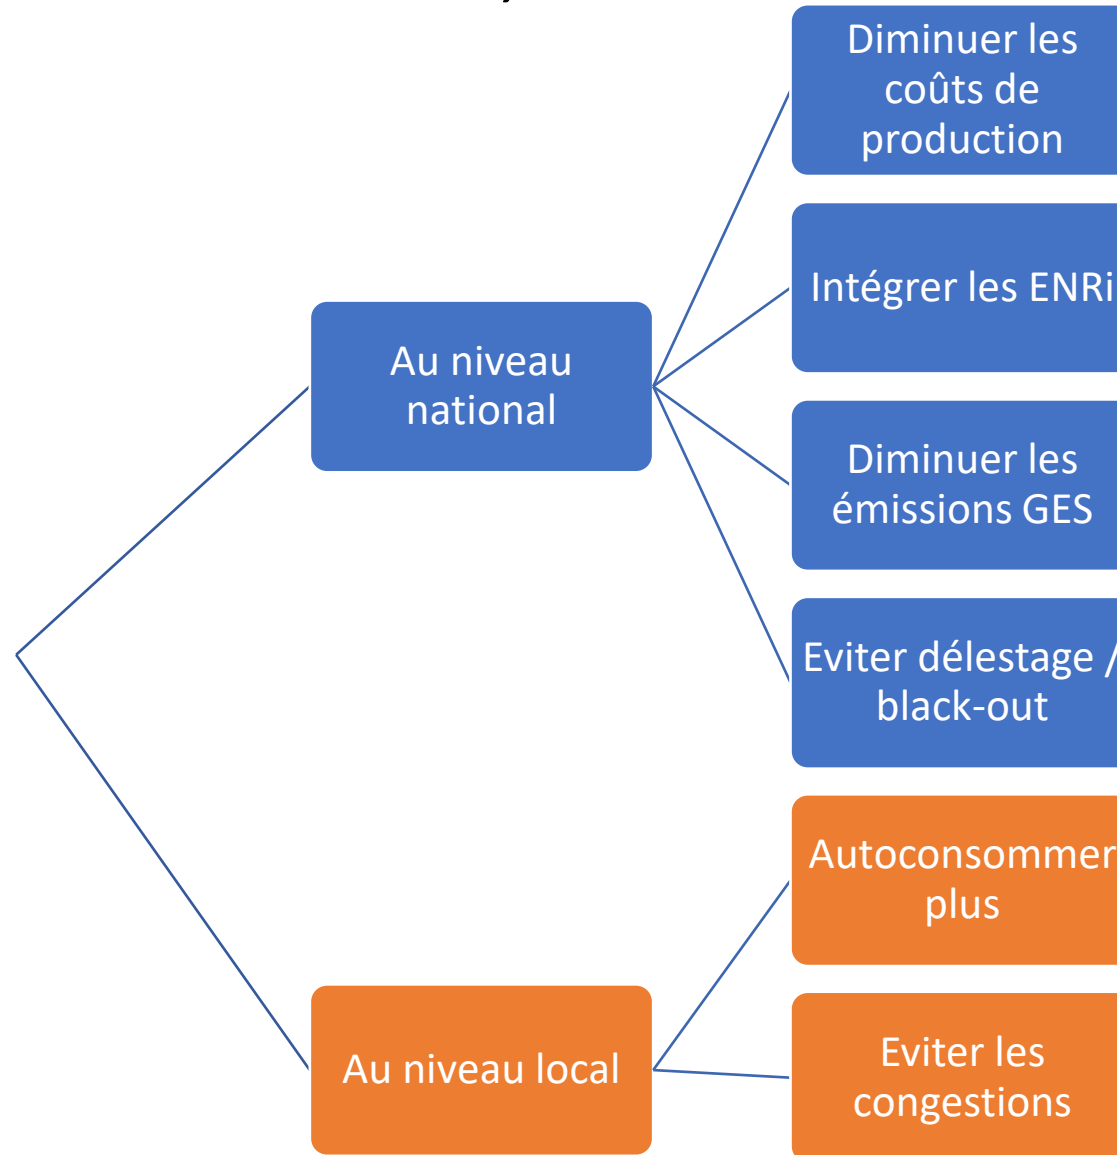 Diminuer les
coûts de
production
Intégrer les ENRi
Au niveau
national
Diminuer les
émissions GES
Eviter délestage /
black-out
Autoconsommer
plus
Au niveau local
Eviter les
congestions